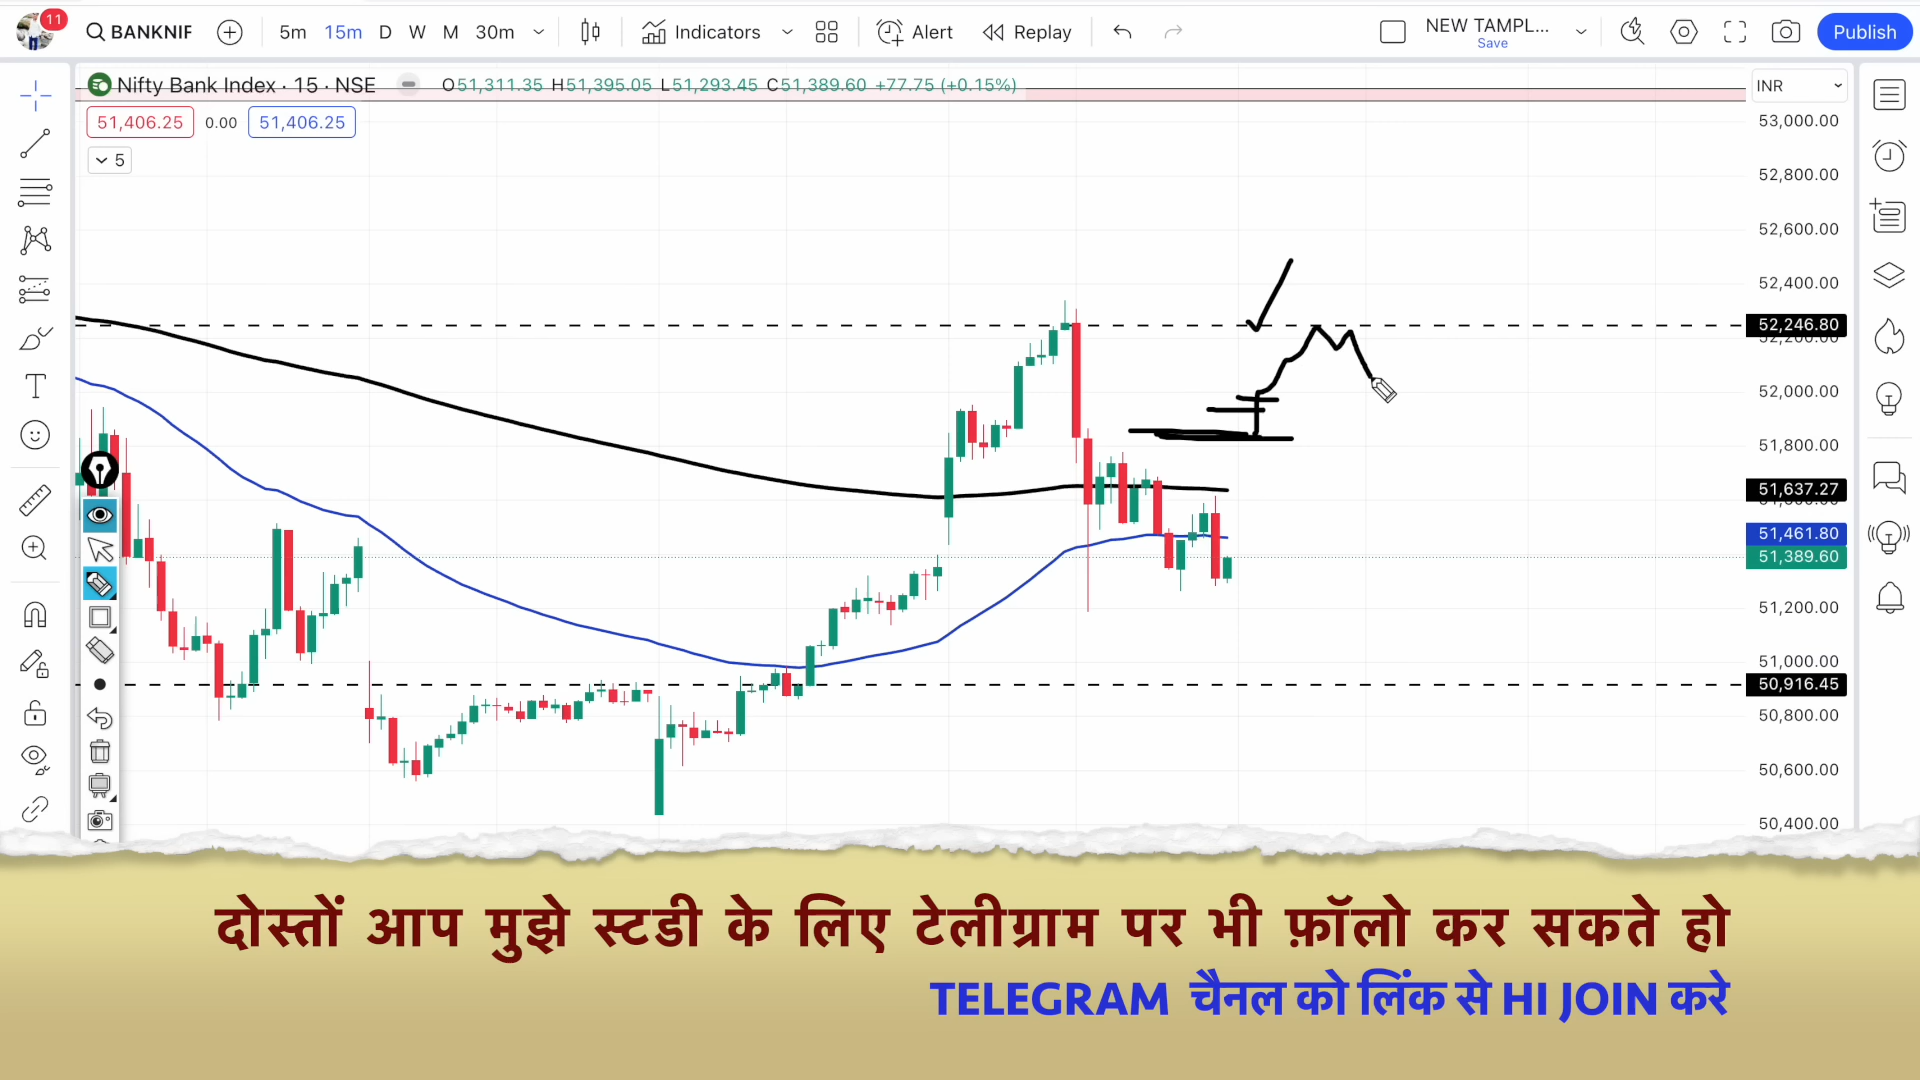 11
BANKNIF
5m 15m D W M 30m
Indicators
Alert
Replay
NEW TAMPL...
Save
Publish
Nifty Bank Index · 15 · NSE
O51,311.35 H51,395.05 L51,293.45 C51,389.60 +77.75 (+0.15%)
INR
51,406.25 0.00 51,406.25
5
53,000.00
52,800.00
52,600.00
52,400.00
52,246.80
52,200.00
52,000.00
51,800.00
51,637.27
51,461.80
51,389.60
51,200.00
51,000.00
50,916.45
50,800.00
50,600.00
50,400.00
दोस्तों आप मुझे स्टडी के लिए टेलीग्राम पर भी फ़ॉलो कर सकते हो
TELEGRAM चैनल को लिंक से HI JOIN करे